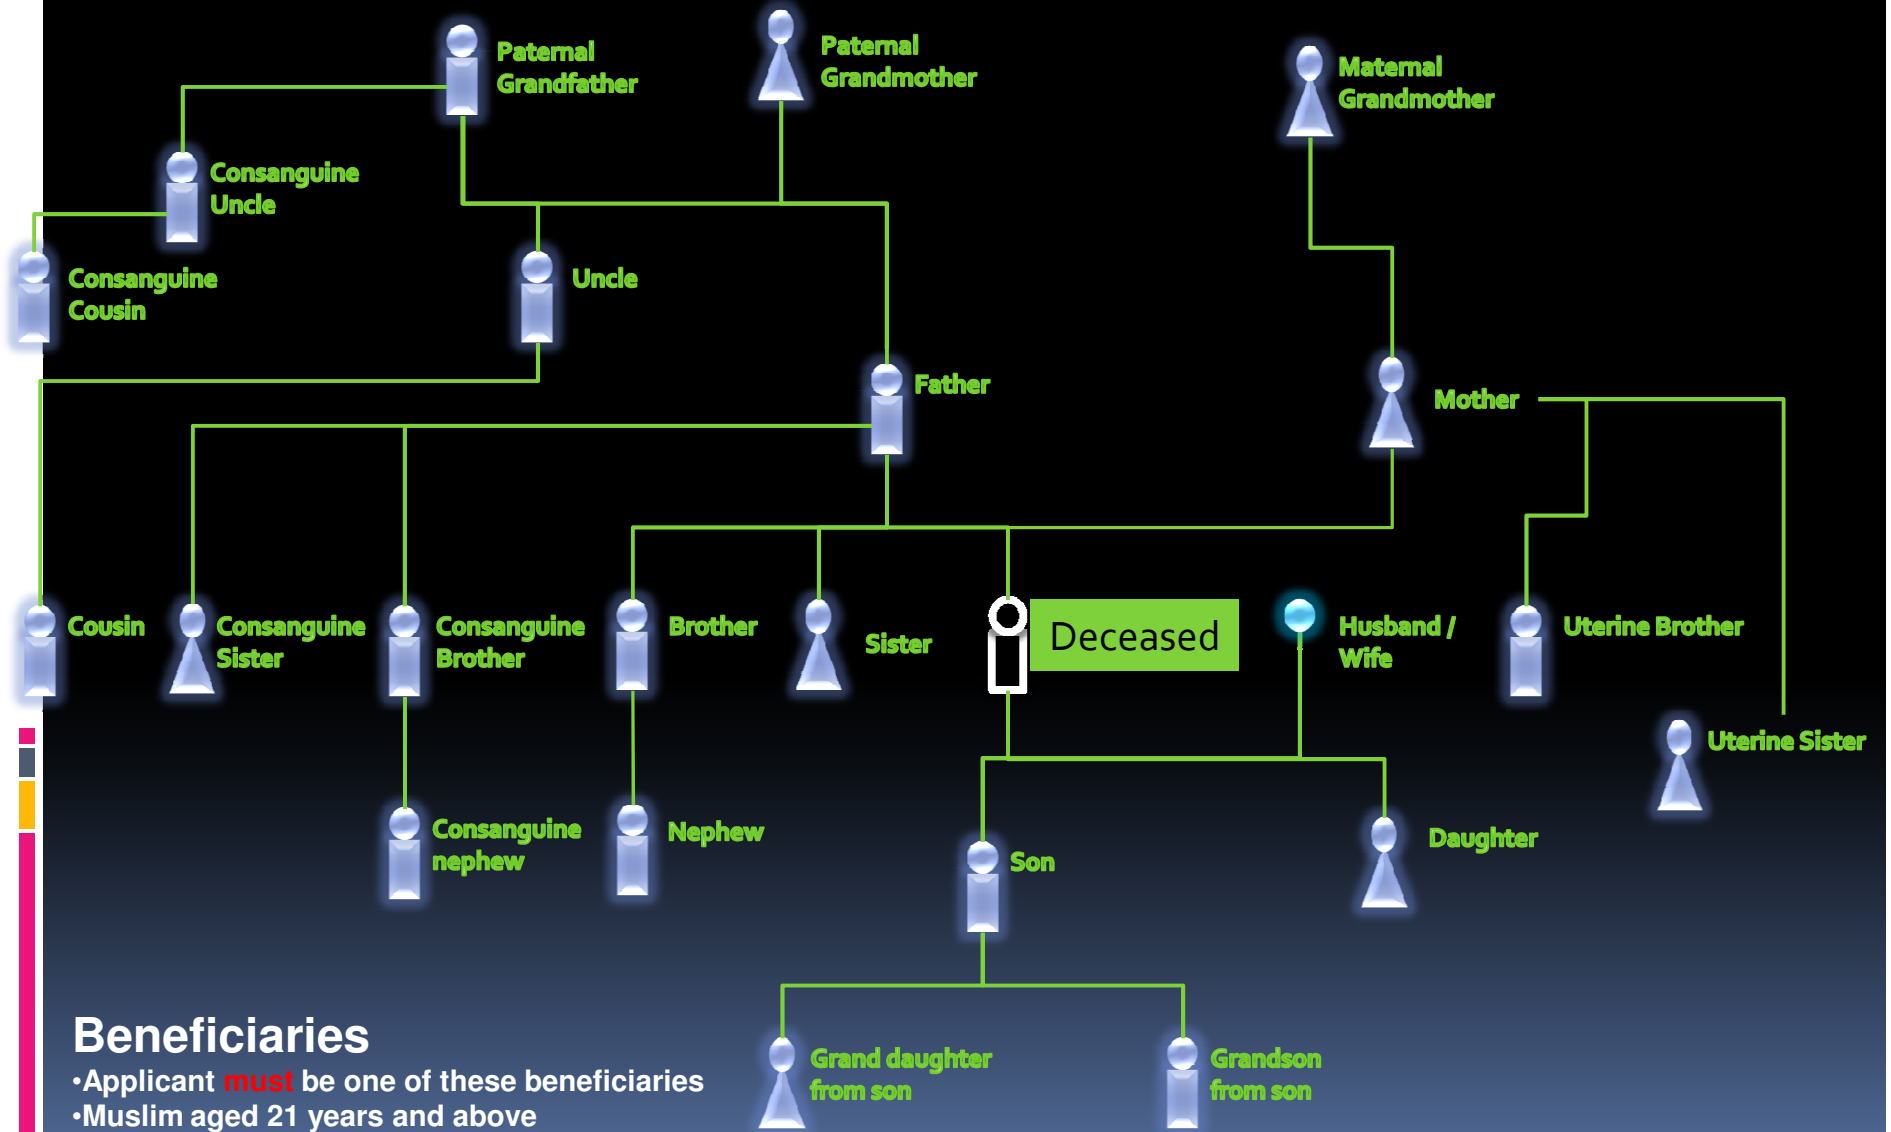 Paternal
Grandfather
Paternal
Grandmother
Maternal
Grandmother
Consanguine
Uncle
Consanguine
Cousin
Uncle
Father
Mother
Cousin
Consanguine
Sister
Consanguine
Brother
Brother
Sister
Deceased
Husband /
Wife
Uterine Brother
Uterine Sister
Consanguine
nephew
Nephew
Son
Daughter
Grand daughter
from son
Grandson
from son
Beneficiaries
•Applicant must be one of these beneficiaries
•Muslim aged 21 years and above